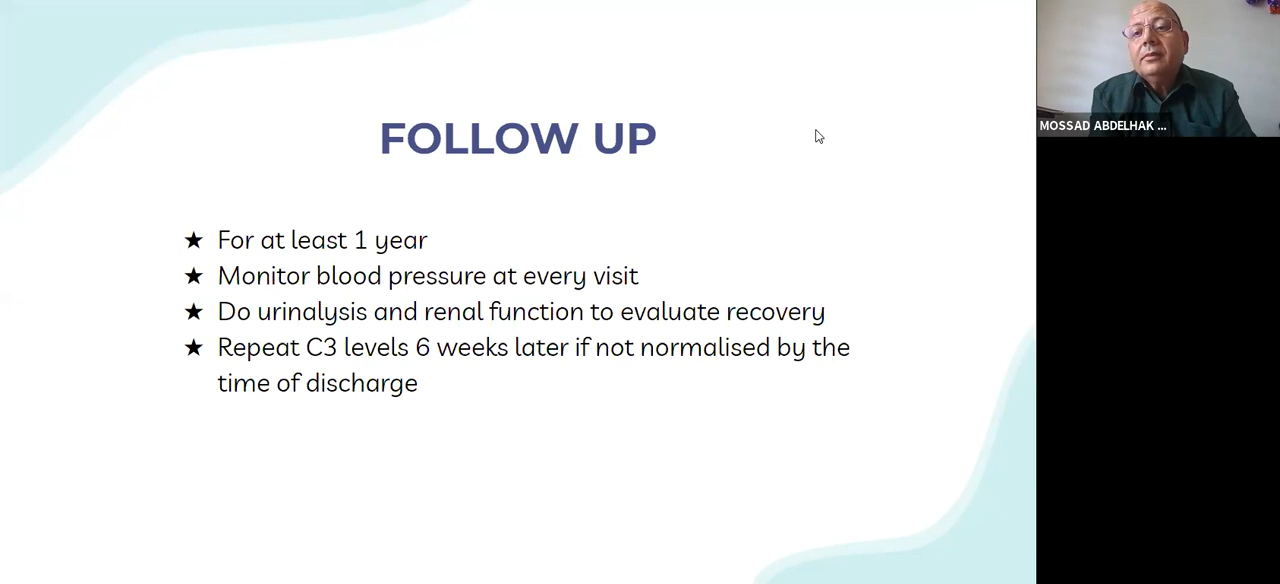 FOLLOW UP
★ For at least 1 year
★ Monitor blood pressure at every visit
★ Do urinalysis and renal function to evaluate recovery
★ Repeat C3 levels 6 weeks later if not normalised by the
time of discharge
MOSSAD ABDELHAK ...